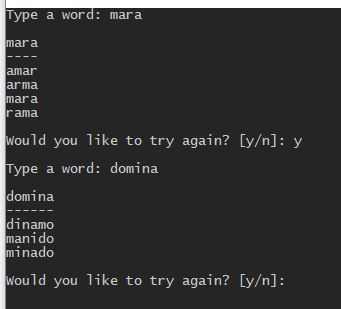 Type a word: mara
mara
----
amar
arma
mara
rama
Would you like to try again? [y/n]: y
Type a word: domina
domina
------
dinamo
manido
minado
Would you like to try again? [y/n]: